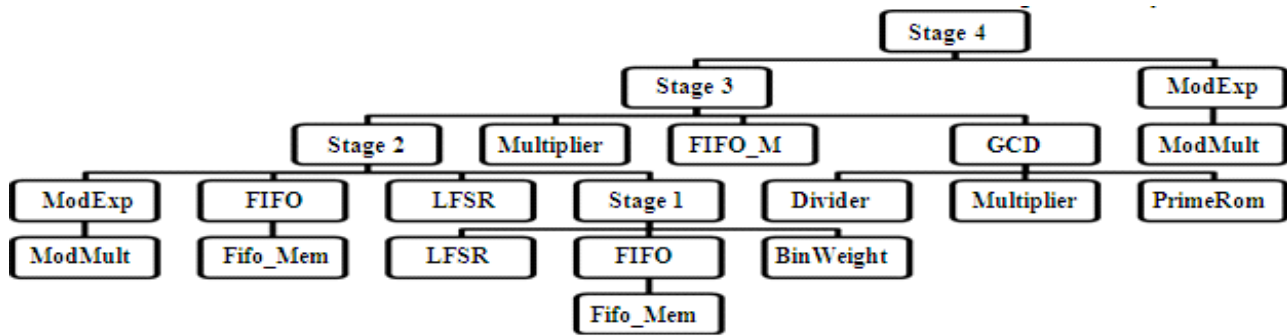 Stage 4
Stage 3
ModExp
Stage 2
Multiplier
FIFO_M
GCD
ModMult
ModExp
FIFO
LFSR
Stage 1
Divider
Multiplier
PrimeRom
ModMult
Fifo_Mem
LFSR
FIFO
BinWeight
Fifo_Mem